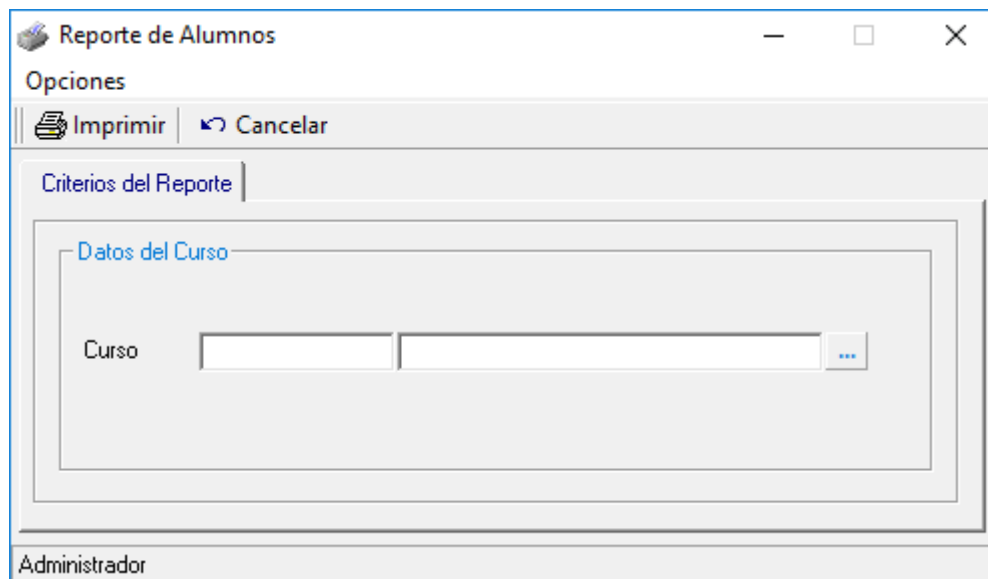 Reporte de Alumnos
Opciones
Imprimir Cancelar
Criterios del Reporte
Datos del Curso
Curso ...
Administrador